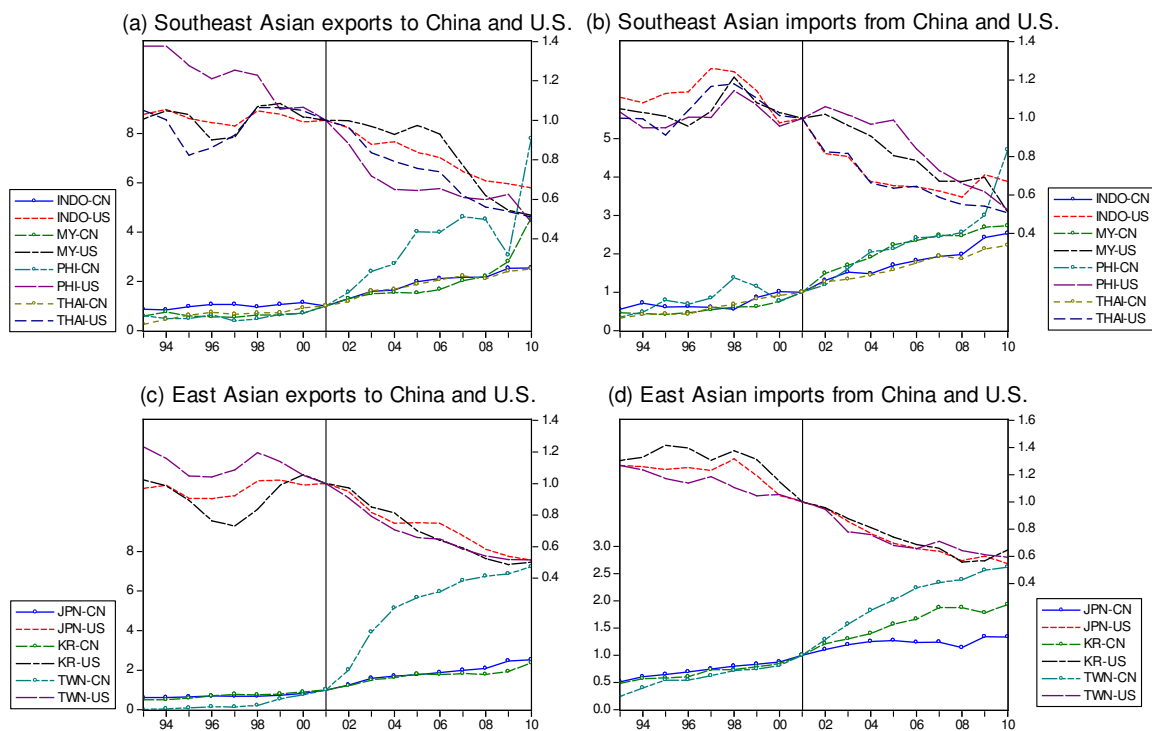 (a) Southeast Asian exports to China and U.S.
1.4
1.2
1.0
0.8
0.6
0.4
8
6
4
2
0
94 96 98 00 02 04 06 08 10
INDO-CN
INDO-US
MY-CN
MY-US
PHI-CN
PHI-US
THAI-CN
THAI-US
(b) Southeast Asian imports from China and U.S.
1.4
1.2
1.0
0.8
0.6
0.4
5
4
3
2
1
0
94 96 98 00 02 04 06 08 10
INDO-CN
INDO-US
MY-CN
MY-US
PHI-CN
PHI-US
THAI-CN
THAI-US
(c) East Asian exports to China and U.S.
1.4
1.2
1.0
0.8
0.6
0.4
8
6
4
2
0
94 96 98 00 02 04 06 08 10
JPN-CN
JPN-US
KR-CN
KR-US
TWN-CN
TWN-US
(d) East Asian imports from China and U.S.
1.6
1.4
1.2
1.0
0.8
0.6
0.4
3.0
2.5
2.0
1.5
1.0
0.5
0.0
94 96 98 00 02 04 06 08 10
JPN-CN
JPN-US
KR-CN
KR-US
TWN-CN
TWN-US